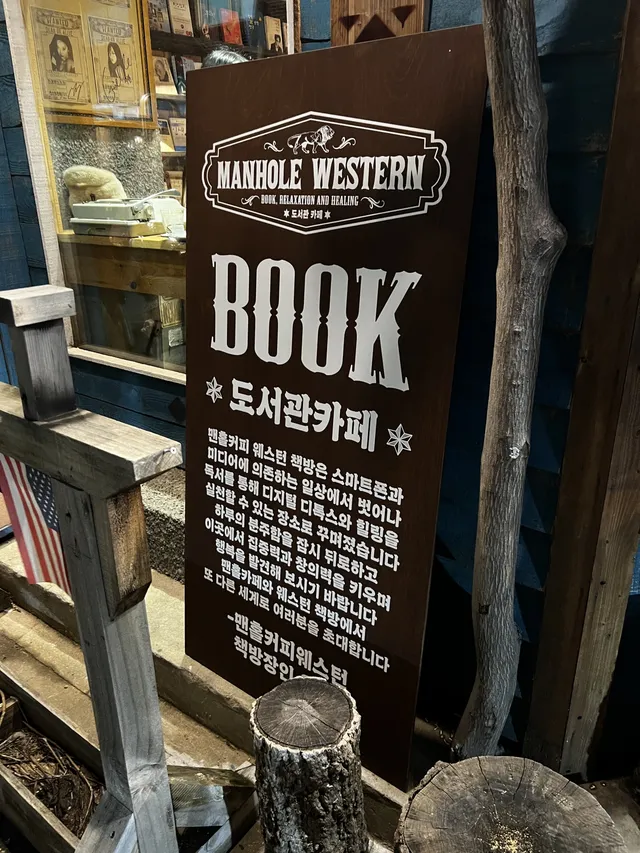 WANTED
WANTED
MANHOLE WESTERN
BOOK, RELAXATION AND HEALING
도서관 카페
BOOK
도서관카페
맨홀커피 웨스턴 책방은 스마트폰과
미디어에 의존하는 일상에서 벗어나
독서를 통해 디지털 디톡스와 힐링을
실천할 수 있는 장소로 꾸며졌습니다
하루의 분주함을 잠시 뒤로하고
이곳에서 집중력과 창의력을 키우며
행복을 발견해 보시기 바랍니다
맨홀카페와 웨스턴 책방에서
또 다른 세계로 여러분을 초대합니다
-맨홀커피웨스턴
책방장인